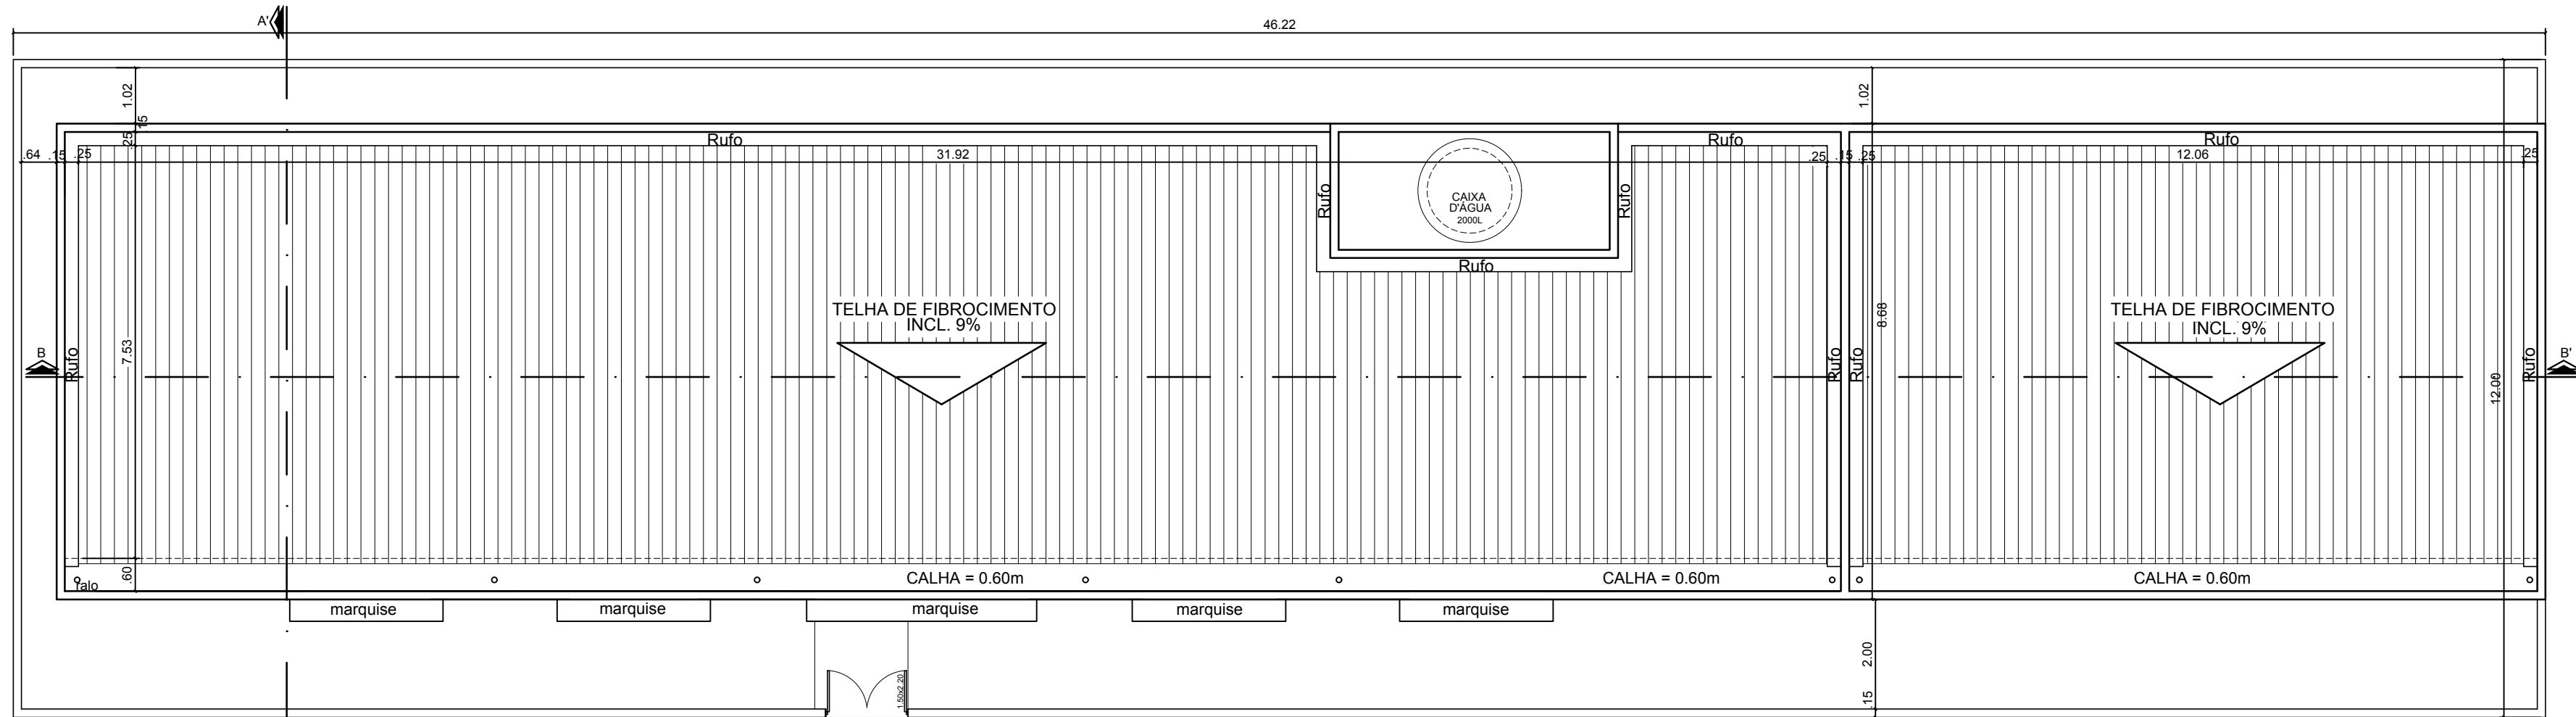 A'
46.22
1.02
1.02
.15
.25
Rufo
Rufo
Rufo
.64
.15
.25
31.92
.25
.15
.25
12.06
.25
Rufo
Rufo
CAIXA
D'ÁGUA
2000L
Rufo
TELHA DE FIBROCIMENTO
INCL. 9%
TELHA DE FIBROCIMENTO
INCL. 9%
8.68
7.53
B
Rufo
Rufo
Rufo
Rufo
B'
12.00
.60
ralo
CALHA = 0.60m
CALHA = 0.60m
CALHA = 0.60m
marquise
marquise
marquise
marquise
marquise
2.00
1.50x2.20
.15